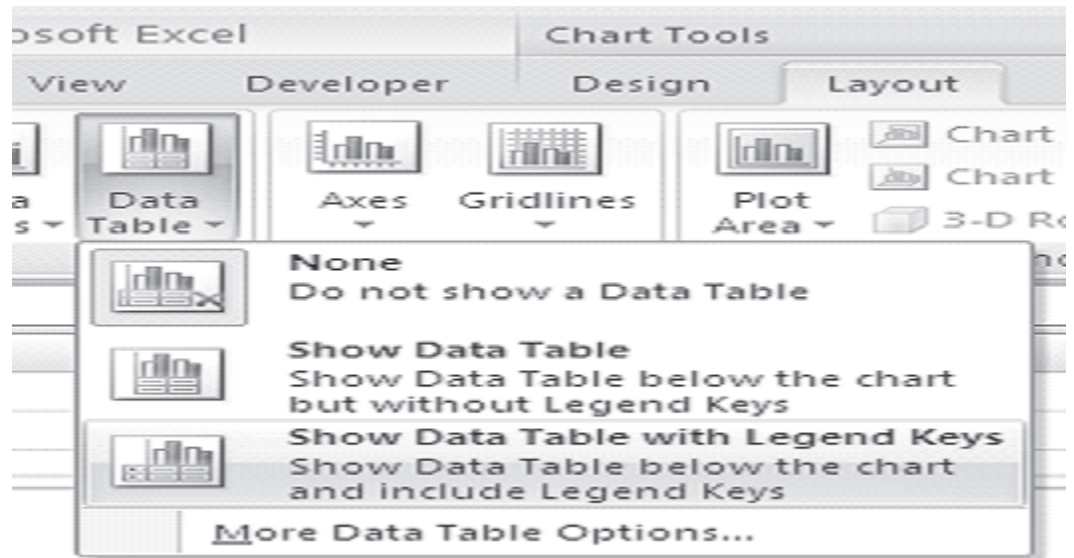 osoft Excel Chart Tools
View Developer Design Layout
Data Table Axes Gridlines Plot Area Chart
Chart
3-D
None
Do not show a Data Table
Show Data Table
Show Data Table below the chart
but without Legend Keys
Show Data Table with Legend Keys
Show Data Table below the chart
and include Legend Keys
More Data Table Options...